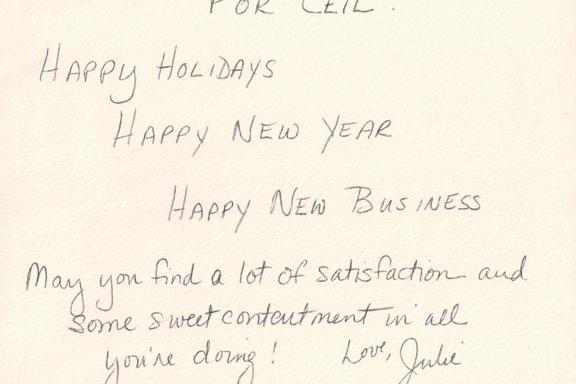 FOR CEIL.
HAPPY HOLIDAYS
HAPPY NEW YEAR
HAPPY NEW BUSINESS
May you find a lot of satisfaction and
some sweet contentment in all
you're doing! Love, Julie